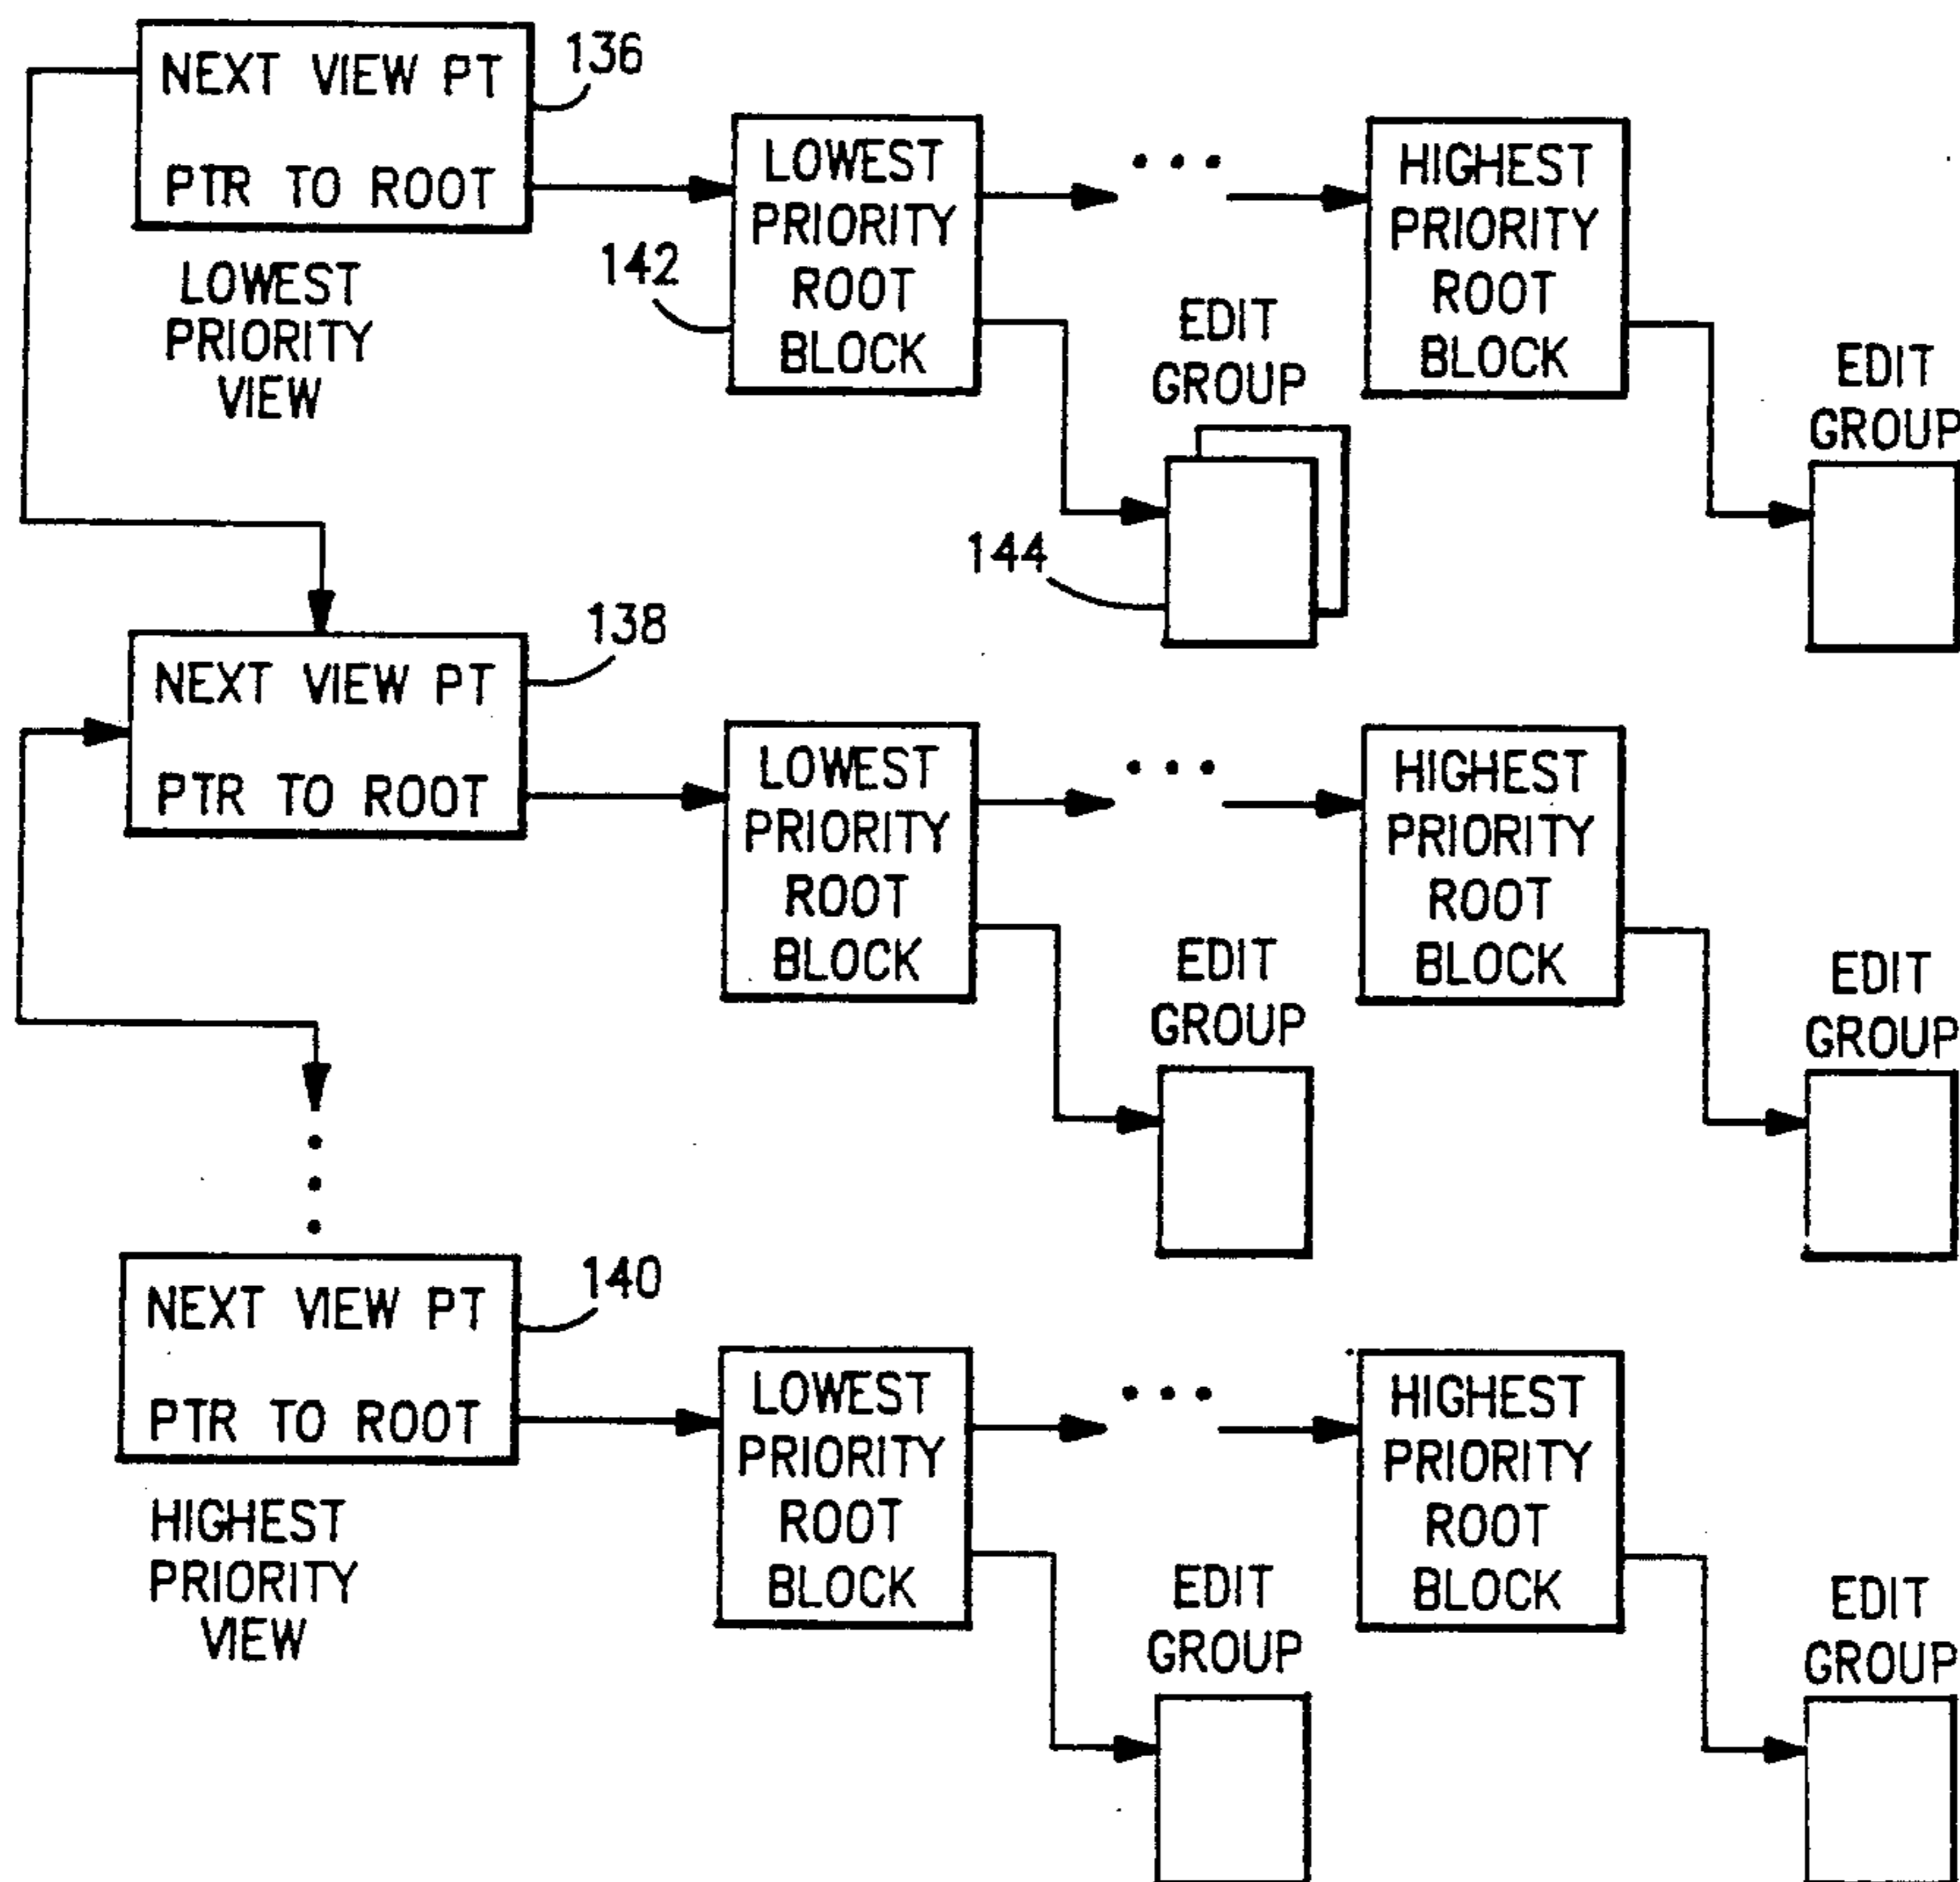 NEXT VIEW PT
PTR TO ROOT
136
LOWEST
PRIORITY
VIEW
LOWEST
PRIORITY
ROOT
BLOCK
142
• • •
HIGHEST
PRIORITY
ROOT
BLOCK
EDIT
GROUP
144
EDIT
GROUP
NEXT VIEW PT
PTR TO ROOT
138
LOWEST
PRIORITY
ROOT
BLOCK
• • •
HIGHEST
PRIORITY
ROOT
BLOCK
EDIT
GROUP
EDIT
GROUP
NEXT VIEW PT
PTR TO ROOT
140
HIGHEST
PRIORITY
VIEW
LOWEST
PRIORITY
ROOT
BLOCK
• • •
HIGHEST
PRIORITY
ROOT
BLOCK
EDIT
GROUP
EDIT
GROUP